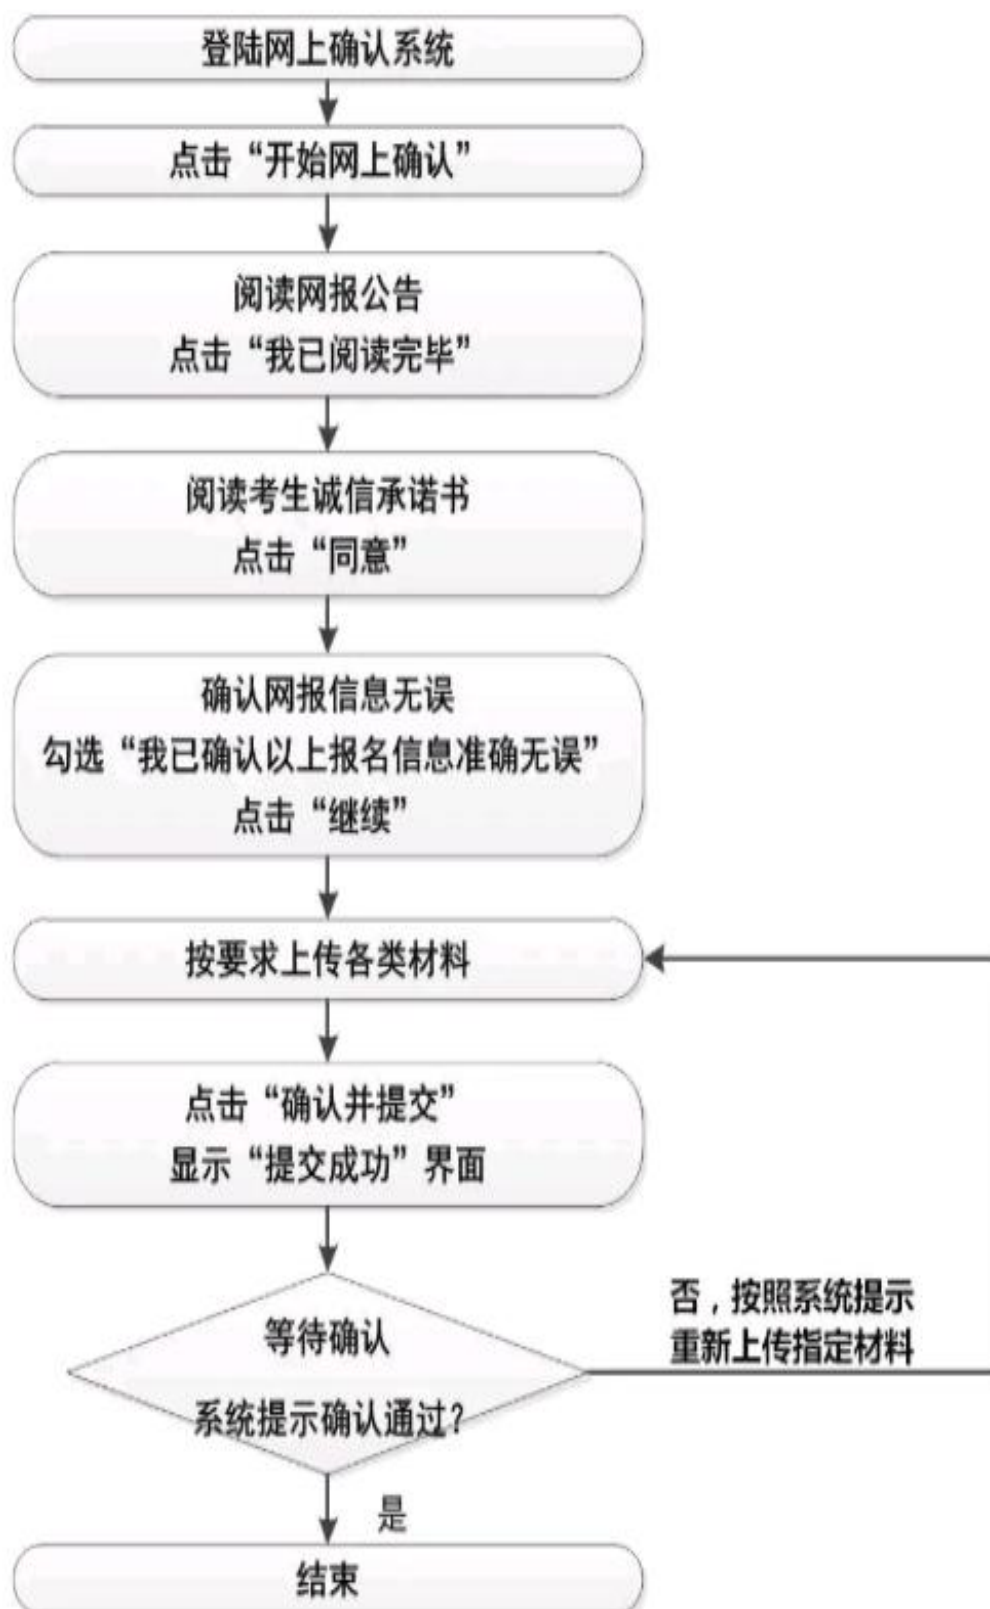 登陆网上确认系统
点击“开始网上确认”
阅读网报公告
点击“我已阅读完毕”
阅读考生诚信承诺书
点击“同意”
确认网报信息无误
勾选“我已确认以上报名信息准确无误”
点击“继续”
按要求上传各类材料
点击“确认并提交”
显示“提交成功”界面
等待确认
系统提示确认通过?
否，按照系统提示
重新上传指定材料
是
结束